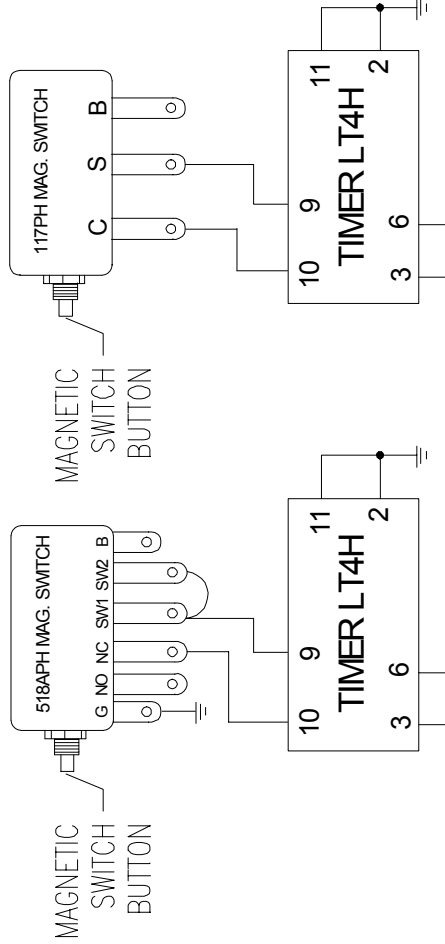 518APH MAG. SWITCH
G NO NC SW1 SW2 B
MAGNETIC
SWITCH
BUTTON
10 9 11
TIMER LT4H
3 6 2
117PH MAG. SWITCH
C S B
MAGNETIC
SWITCH
BUTTON
10 9 11
TIMER LT4H
3 6 2